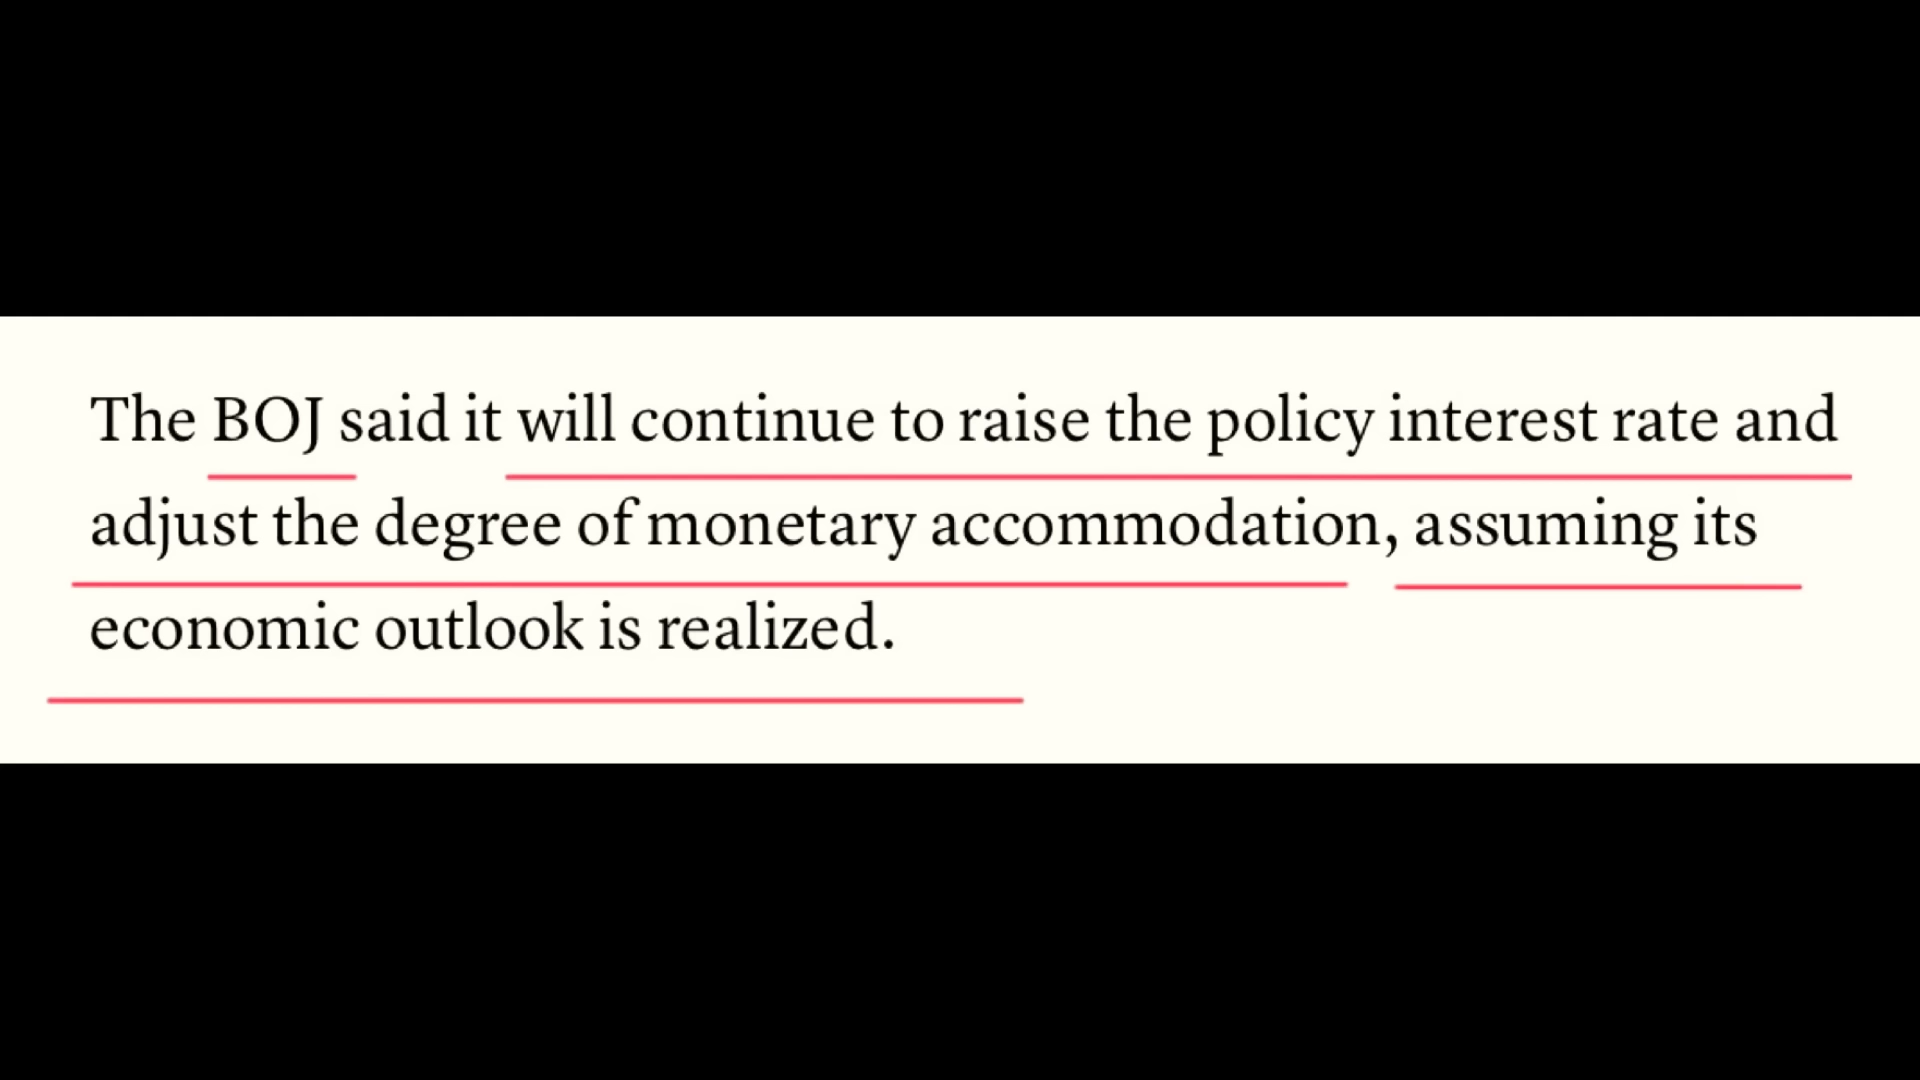 The BOJ said it will continue to raise the policy interest rate and
adjust the degree of monetary accommodation, assuming its
economic outlook is realized.